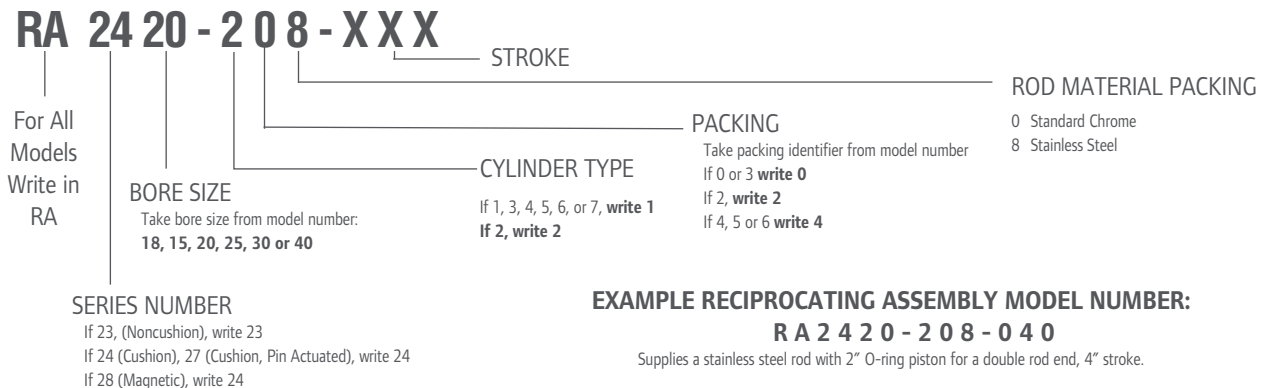 RA 24 20 - 2 0 8 - X X X
STROKE
ROD MATERIAL PACKING
0 Standard Chrome
8 Stainless Steel
For All
Models
Write in
RA
PACKING
Take packing identifier from model number
If 0 or 3 write 0
If 2, write 2
If 4, 5 or 6 write 4
CYLINDER TYPE
If 1, 3, 4, 5, 6, or 7, write 1
If 2, write 2
BORE SIZE
Take bore size from model number:
18, 15, 20, 25, 30 or 40
SERIES NUMBER
If 23, (Noncushion), write 23
If 24 (Cushion), 27 (Cushion, Pin Actuated), write 24
If 28 (Magnetic), write 24
EXAMPLE RECIPROCATING ASSEMBLY MODEL NUMBER:
R A 2 4 2 0 - 2 0 8 - 0 4 0
Supplies a stainless steel rod with 2″ O-ring piston for a double rod end, 4″ stroke.